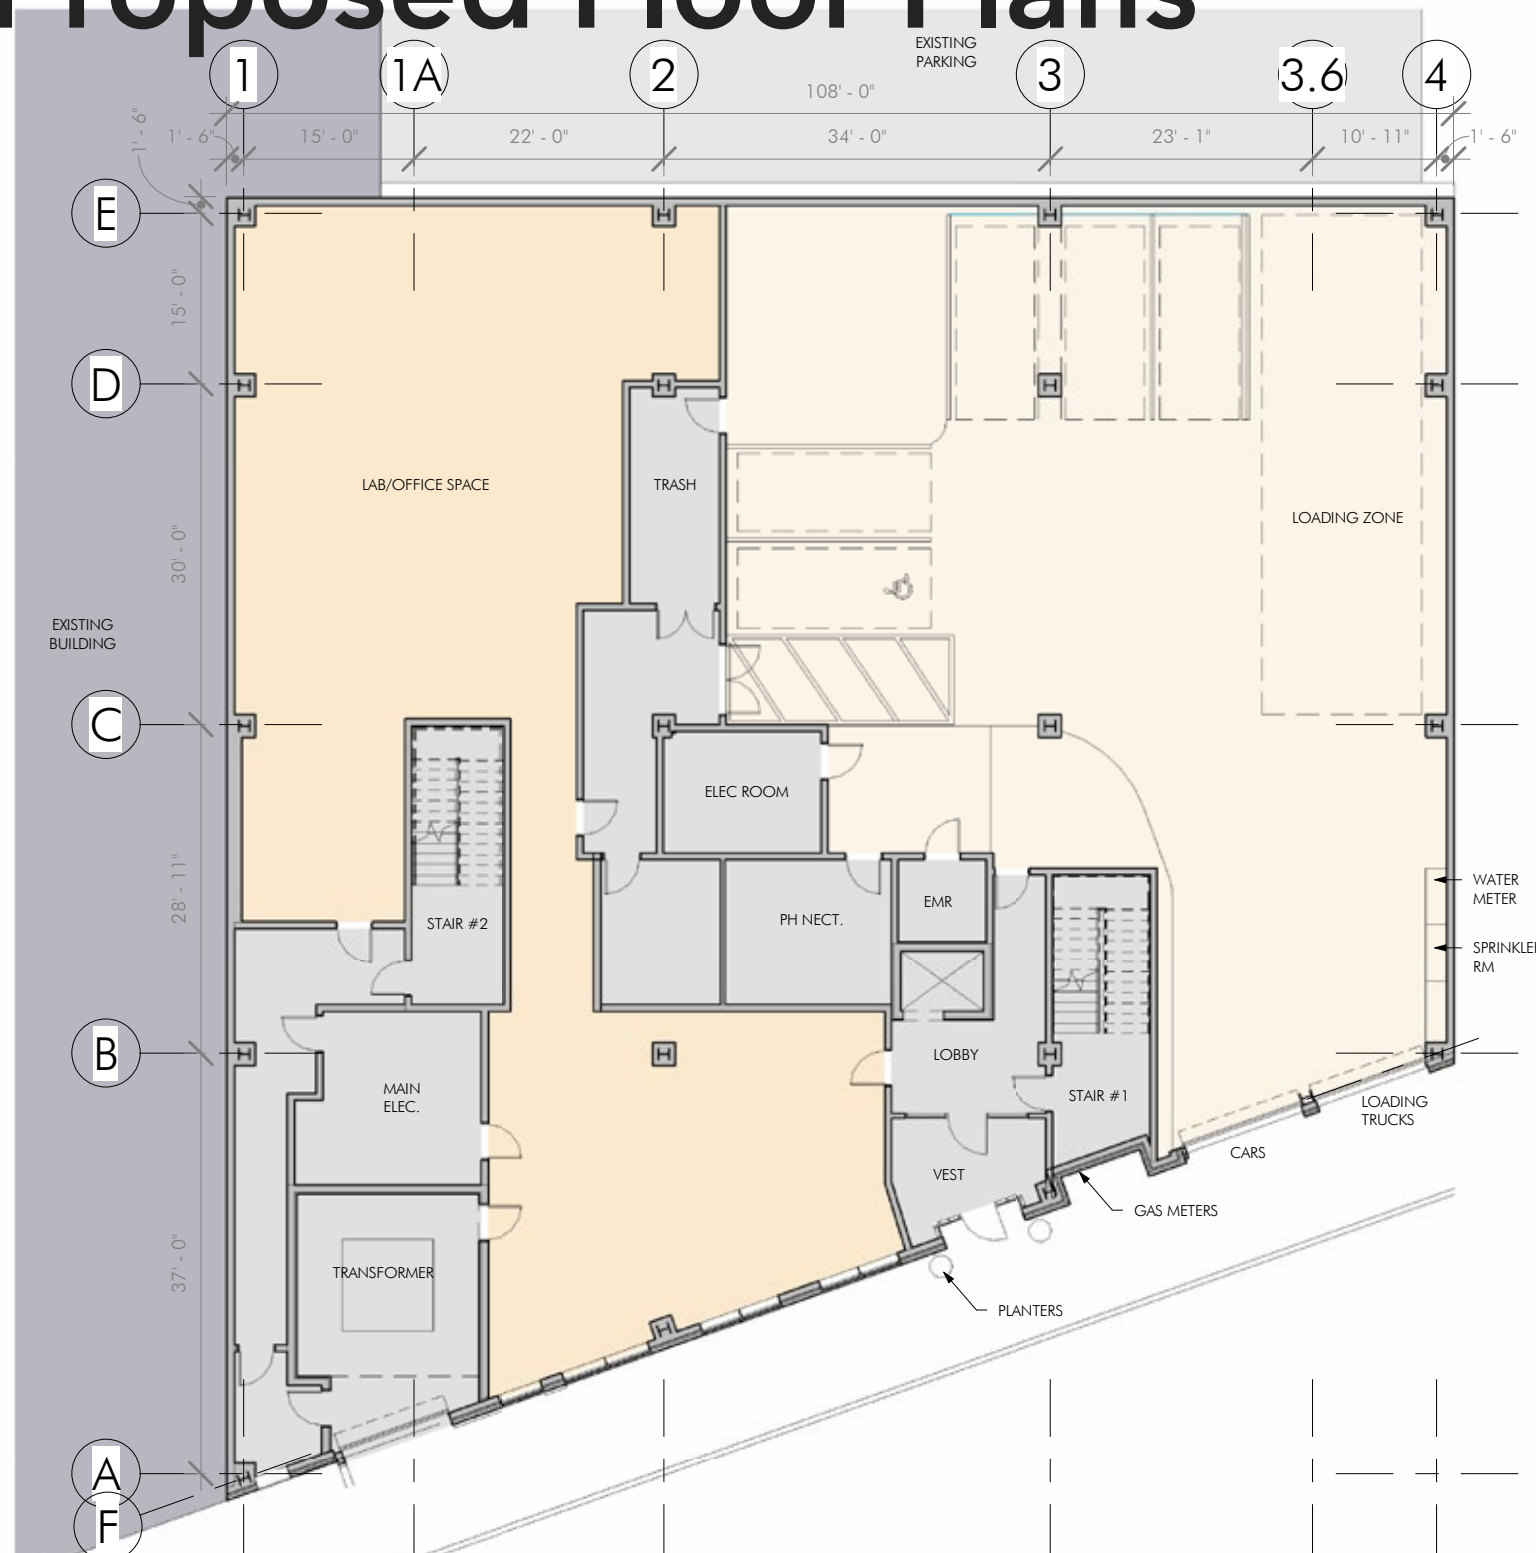 Proposed Floor Plans
EXISTING
PARKING
1
1A
2
3
3.6
4
108' - 0"
1' - 6"
1' - 6"
15' - 0"
22' - 0"
34' - 0"
23' - 1"
10' - 11"
1' - 6"
E
15' - 0"
D
LAB/OFFICE SPACE
TRASH
LOADING ZONE
30' - 0"
EXISTING
BUILDING
C
ELEC ROOM
28' - 11"
STAIR #2
PH NECT.
EMR
WATER
METER
SPRINKLE
RM
B
LOBBY
MAIN
ELEC.
STAIR #1
LOADING
TRUCKS
CARS
VEST
GAS METERS
37' - 0"
TRANSFORMER
PLANTERS
A
F